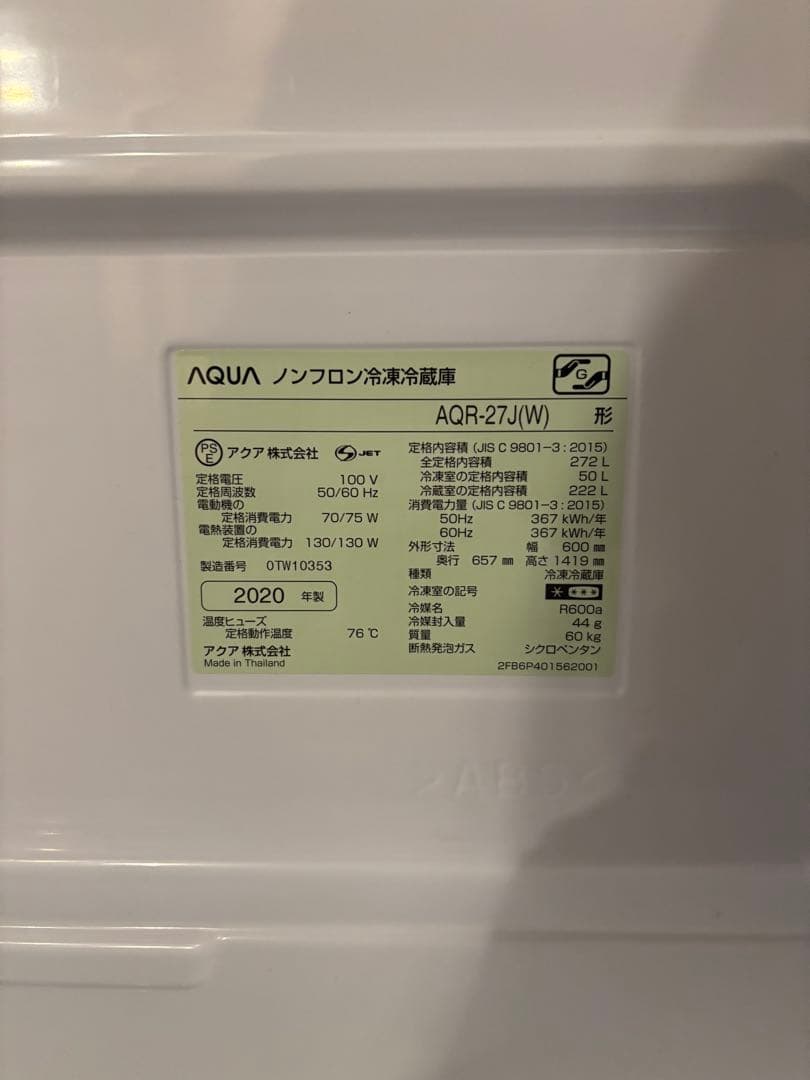 AQUA ノンフロン冷凍冷蔵庫
G
AQR-27J(W) 形
PS E アクア株式会社 S JET
定格電圧 100 V
定格周波数 50/60 Hz
電動機の
定格消費電力 70/75 W
電熱装置の
定格消費電力 130/130 W
製造番号 0TW10353
2020 年製
温度ヒューズ
定格動作温度 76 ℃
アクア株式会社
Made in Thailand
定格内容積 (JIS C 9801-3 : 2015)
全定格内容積 272 L
冷凍室の定格内容積 50 L
冷蔵室の定格内容積 222 L
消費電力量 (JIS C 9801-3 : 2015)
50Hz 367 kWh/年
60Hz 367 kWh/年
外形寸法 幅 600 ㎜
奥行 657 ㎜ 高さ 1419 ㎜
種類 冷凍冷蔵庫
冷凍室の記号
冷媒名 R600a
冷媒封入量 44 g
質量 60 kg
断熱発泡ガス シクロペンタン
2FB6P401562001